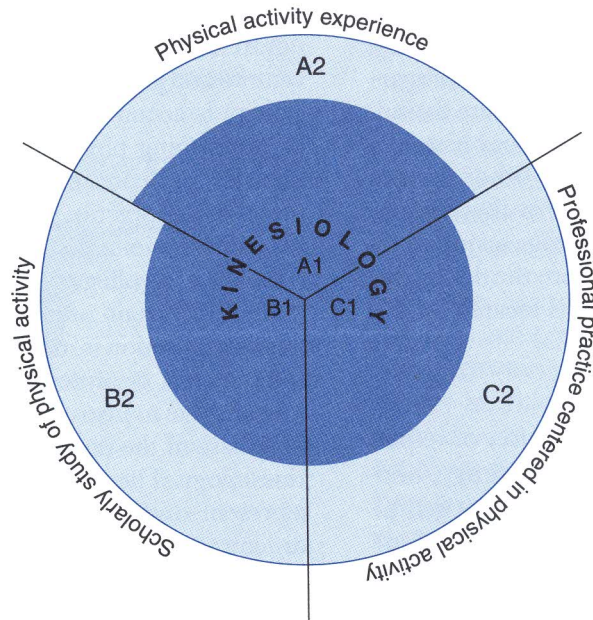 Physical activity experience
A2
KINESIOLOGY
A1
B1 C1
B2
C2
Scholarly study of physical activity
Professional practice centered in physical activity